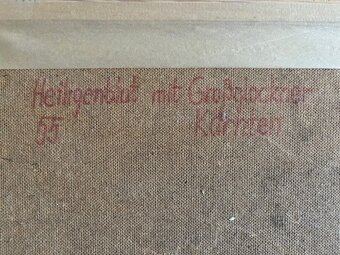 Heiligenblut mit Großglockner
55 Kärnten